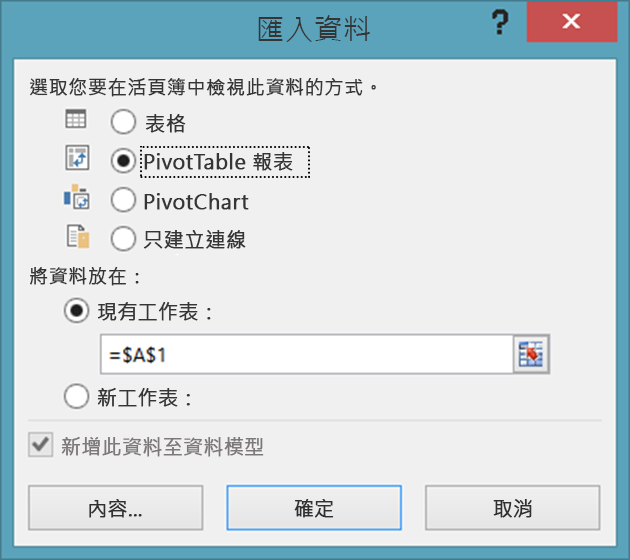 匯入資料
?
選取您要在活頁簿中檢視此資料的方式。
表格
PivotTable 報表
PivotChart
只建立連線
將資料放在：
現有工作表：
=$A$1
新工作表：
新增此資料至資料模型
內容...
確定
取消